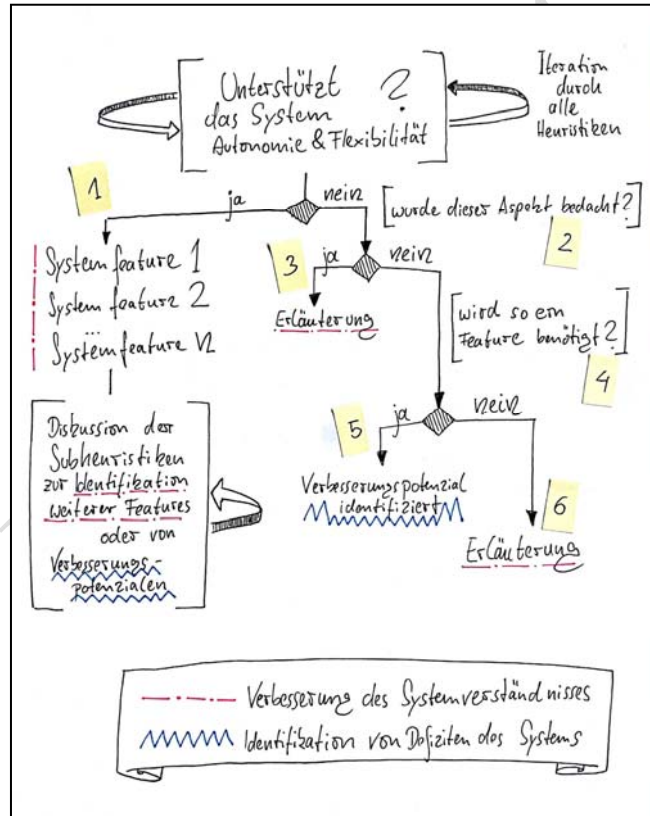 Unterstützt ?
das System
Autonomie & Flexibilität
Iteration
durch
alle
Heuristiken
1
ja
nein
[wurde dieser Aspekt bedacht?]
2
System feature 1
System feature 2
...
Systemfeature n
3
ja
nein
Erläuterung
[wird so ein
Feature benötigt?]
4
5
ja
nein
Diskussion der
Subheuristiken
zur Identifikation
weiterer Features
oder von
Verbesserungs-
potenzialen
Verbesserungspotenzial
identifiziert
6
Erläuterung
Verbesserung des Systemverständnisses
Identifikation von Defiziten des Systems